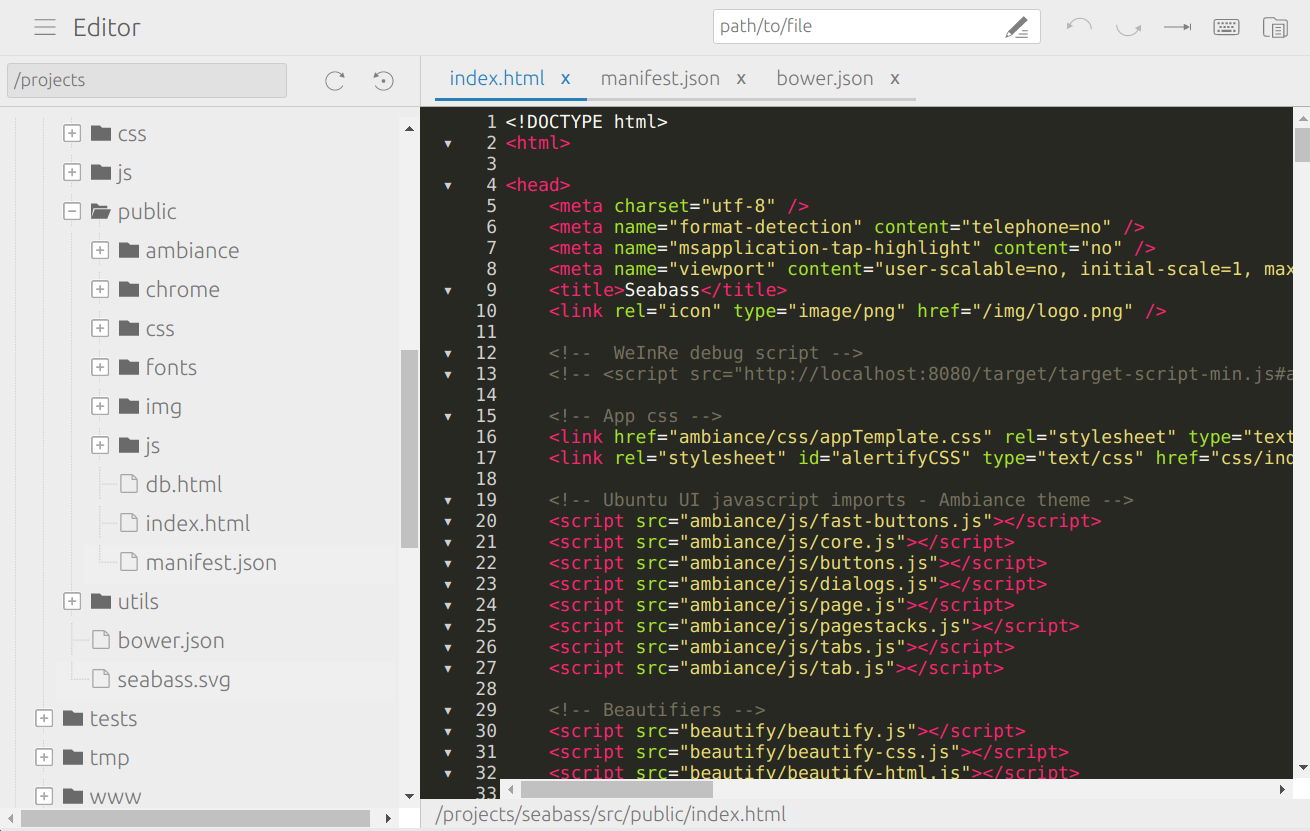 Editor
path/to/file
/projects
css
js
public
ambiance
chrome
css
fonts
img
js
db.html
index.html
manifest.json
utils
bower.json
seabass.svg
tests
tmp
www
index.html x manifest.json x bower.json x
1 <!DOCTYPE html>
2 <html>
3
4 <head>
5 <meta charset="utf-8" />
6 <meta name="format-detection" content="telephone=no" />
7 <meta name="msapplication-tap-highlight" content="no" />
8 <meta name="viewport" content="user-scalable=no, initial-scale=1, max
9 <title>Seabass</title>
10 <link rel="icon" type="image/png" href="/img/logo.png" />
11
12 <!--  WeInRe debug script -->
13 <!-- <script src="http://localhost:8080/target/target-script-min.js#a
14
15 <!-- App css -->
16 <link href="ambiance/css/appTemplate.css" rel="stylesheet" type="text
17 <link rel="stylesheet" id="alertifyCSS" type="text/css" href="css/ind
18
19 <!-- Ubuntu UI javascript imports - Ambiance theme -->
20 <script src="ambiance/js/fast-buttons.js"></script>
21 <script src="ambiance/js/core.js"></script>
22 <script src="ambiance/js/buttons.js"></script>
23 <script src="ambiance/js/dialogs.js"></script>
24 <script src="ambiance/js/page.js"></script>
25 <script src="ambiance/js/pagestacks.js"></script>
26 <script src="ambiance/js/tabs.js"></script>
27 <script src="ambiance/js/tab.js"></script>
28
29 <!-- Beautifiers -->
30 <script src="beautify/beautify.js"></script>
31 <script src="beautify/beautify-css.js"></script>
32 <script src="beautify/beautify-html.js"></script>
33
/projects/seabass/src/public/index.html